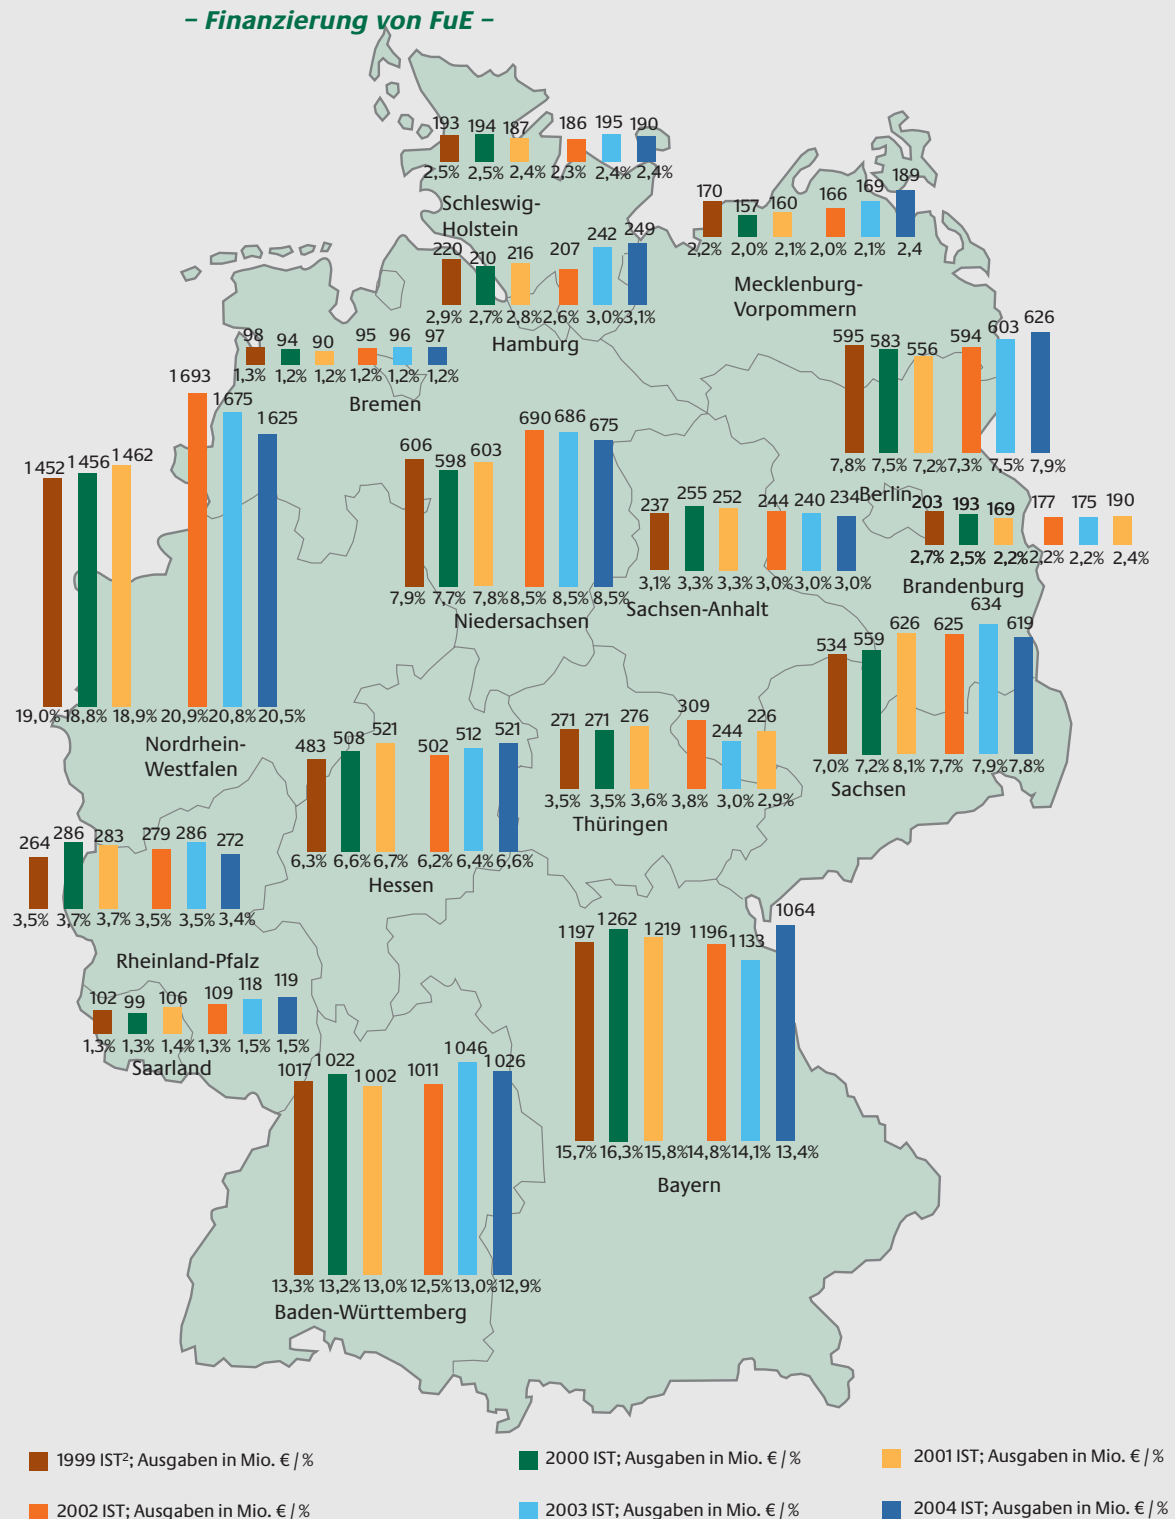 – Finanzierung von FuE –
193 194 187 186 195 190
2,5% 2,5% 2,4% 2,3% 2,4% 2,4%
Schleswig-
Holstein
170 157 160 166 169 189
2,2% 2,0% 2,1% 2,0% 2,1% 2,4
Mecklenburg-
Vorpommern
220 210 216 207 242 249
2,9% 2,7% 2,8% 2,6% 3,0% 3,1%
Hamburg
98 94 90 95 96 97
1,3% 1,2% 1,2% 1,2% 1,2% 1,2%
Bremen
595 583 556 594 603 626
7,8% 7,5% 7,2% 7,3% 7,5% 7,9%
Berlin
1 452 1 456 1 462 1 693 1 675 1 625
19,0% 18,8% 18,9% 20,9% 20,8% 20,5%
Nordrhein-
Westfalen
606 598 603 690 686 675
7,9% 7,7% 7,8% 8,5% 8,5% 8,5%
Niedersachsen
237 255 252 244 240 234
3,1% 3,3% 3,3% 3,0% 3,0% 3,0%
Sachsen-Anhalt
203 193 169 177 175 190
2,7% 2,5% 2,2% 2,2% 2,2% 2,4%
Brandenburg
534 559 626 625 634 619
7,0% 7,2% 8,1% 7,7% 7,9% 7,8%
Sachsen
483 508 521 502 512 521
6,3% 6,6% 6,7% 6,2% 6,4% 6,6%
Hessen
271 271 276 309 244 226
3,5% 3,5% 3,6% 3,8% 3,0% 2,9%
Thüringen
264 286 283 279 286 272
3,5% 3,7% 3,7% 3,5% 3,5% 3,4%
Rheinland-Pfalz
102 99 106 109 118 119
1,3% 1,3% 1,4% 1,3% 1,5% 1,5%
Saarland
1197 1 262 1219 1196 1133 1064
15,7% 16,3% 15,8% 14,8% 14,1% 13,4%
Bayern
1017 1 022 1 002 1011 1 046 1 026
13,3% 13,2% 13,0% 12,5% 13,0% 12,9%
Baden-Württemberg
1999 IST²; Ausgaben in Mio. € / %
2000 IST; Ausgaben in Mio. € / %
2001 IST; Ausgaben in Mio. € / %
2002 IST; Ausgaben in Mio. € / %
2003 IST; Ausgaben in Mio. € / %
2004 IST; Ausgaben in Mio. € / %